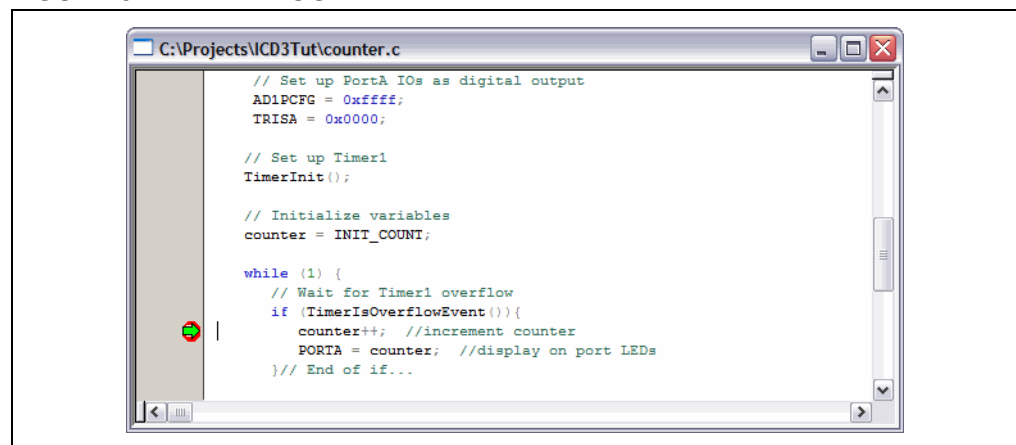 C:\Projects\ICD3Tut\counter.c
// Set up PortA IOs as digital output
AD1PCFG = 0xffff;
TRISA = 0x0000;
// Set up Timer1
TimerInit();
// Initialize variables
counter = INIT_COUNT;
while (1) {
// Wait for Timer1 overflow
if (TimerIsOverflowEvent()){
counter++; //increment counter
PORTA = counter; //display on port LEDs
}// End of if...